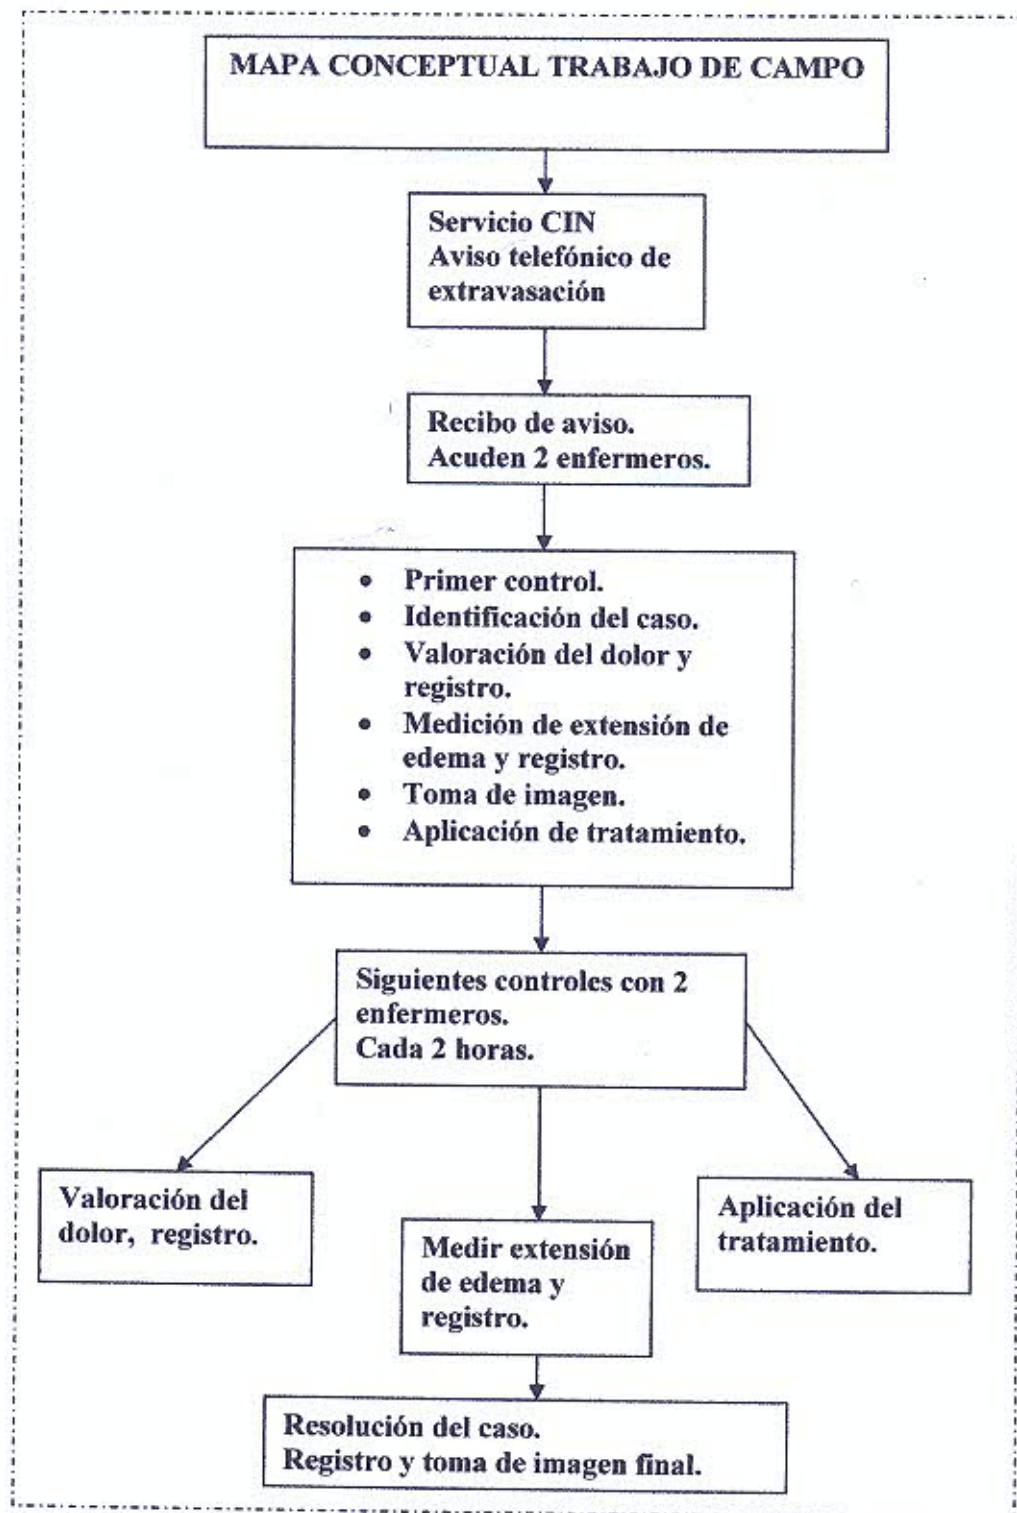 MAPA CONCEPTUAL TRABAJO DE CAMPO
Servicio CIN
Aviso telefónico de
extravasación
Recibo de aviso.
Acuden 2 enfermeros.
• Primer control.
• Identificación del caso.
• Valoración del dolor y
registro.
• Medición de extensión de
edema y registro.
• Toma de imagen.
• Aplicación de tratamiento.
Siguientes controles con 2
enfermeros.
Cada 2 horas.
Valoración del
dolor, registro.
Medir extensión
de edema y
registro.
Aplicación del
tratamiento.
Resolución del caso.
Registro y toma de imagen final.